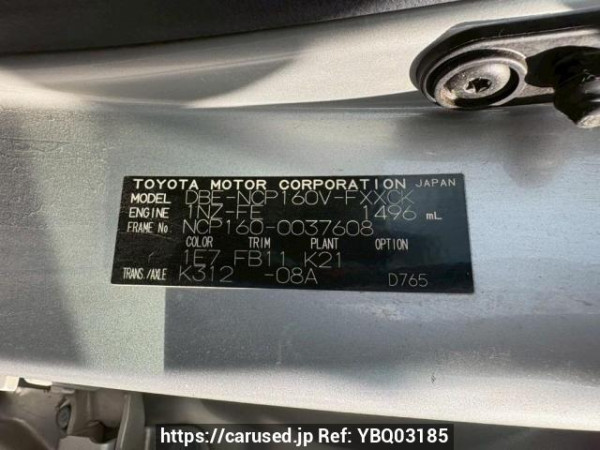 TOYOTA MOTOR CORPORATION JAPAN
MODEL DBE-NCP160V-FXXCK
ENGINE 1NZ-FE 1496 mL
FRAME No NCP160-0037608
COLOR TRIM PLANT OPTION
1E7 FB11 K21
TRANS./AXLE K312 -08A D765
https://carused.jp Ref: YBQ03185